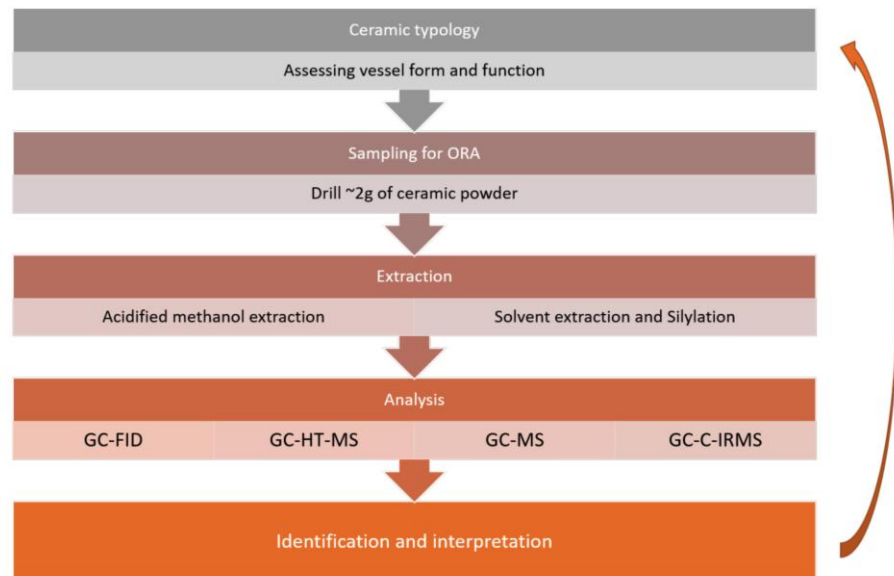 Ceramic typology
Assessing vessel form and function
Sampling for ORA
Drill ~2g of ceramic powder
Extraction
Acidified methanol extraction
Solvent extraction and Silylation
Analysis
GC-FID
GC-HT-MS
GC-MS
GC-C-IRMS
Identification and interpretation